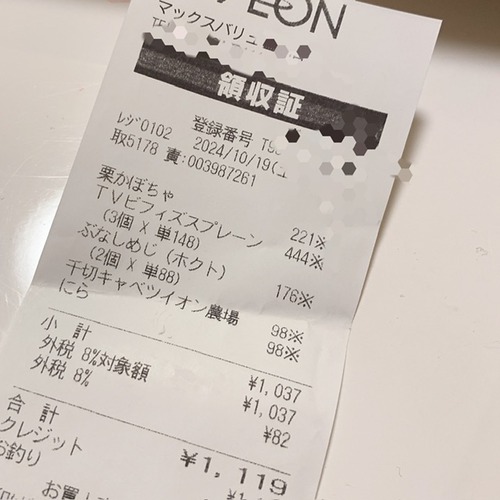 AEON
マックスバリュ
領収証
登録番号 T
レジ0102 2024/10/19(
取5178 責:003987261
栗かぼちゃ 221※
TVビフィズスプレーン 444※
(3個 X 単148)
ぶなしめじ(ホクト) 176※
(2個 X 単88)
千切キャベツイオン農場 98※
にら 98※
小計 ¥1,037
外税 8%対象額 ¥1,037
外税 8% ¥82
合計 ¥1,119
クレジット
お釣り